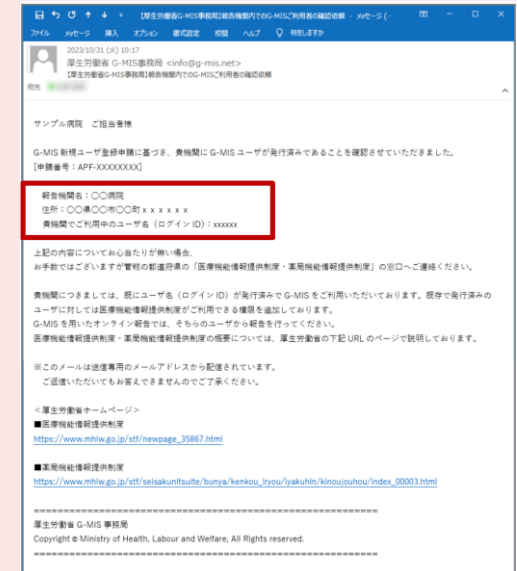 【厚生労働省G-MIS事務局】報告機関内でのG-MISご利用者の確認依頼 - メッセージ (…
ファイル メッセージ 挿入 オプション 書式設定 校閲 ヘルプ 何をしますか
2023/10/31 (火) 10:17
厚生労働省 G-MIS事務局 <info@g-mis.net>
【厚生労働省G-MIS事務局】報告機関内でのG-MISご利用者の確認依頼
宛先
サンプル病院 ご担当者様
G-MIS 新規ユーザ登録申請に基づき、貴機関に G-MIS ユーザが発行済みであることを確認させていただきました。
[申請番号:APF-XXXXXXXX]
報告機関名:〇〇病院
住所:〇〇県〇〇市〇〇町ｘｘｘｘｘｘ
貴機関でご利用中のユーザ名(ログイン ID):xxxxxx
上記の内容についてお心当たりが無い場合、
お手数ではございますが管轄の都道府県の「医療機能情報提供制度・薬局機能情報提供制度」の窓口へご連絡ください。
貴機関につきましては、既にユーザ名(ログイン ID)が発行済みで G-MIS をご利用いただいております。既存で発行済みの
ユーザに対しては医療機能情報提供制度がご利用できる権限を追加しております。
G-MIS を用いたオンライン報告では、そちらのユーザから報告を行ってください。
医療機能情報提供制度・薬局機能情報提供制度の概要については、厚生労働省の下記 URL のページで説明しております。
※このメールは送信専用のメールアドレスから配信されています。
ご返信いただいてもお答えできませんのでご了承ください。
<厚生労働省ホームページ>
■医療機能情報提供制度
https://www.mhlw.go.jp/stf/newpage_35867.html
■薬局機能情報提供制度
https://www.mhlw.go.jp/stf/seisakunitsuite/bunya/kenkou_iryou/iyakuhin/kinoujouhou/index_00003.html
============================================================
厚生労働省 G-MIS 事務局
Copyright © Ministry of Health, Labour and Welfare, All Rights reserved.
============================================================